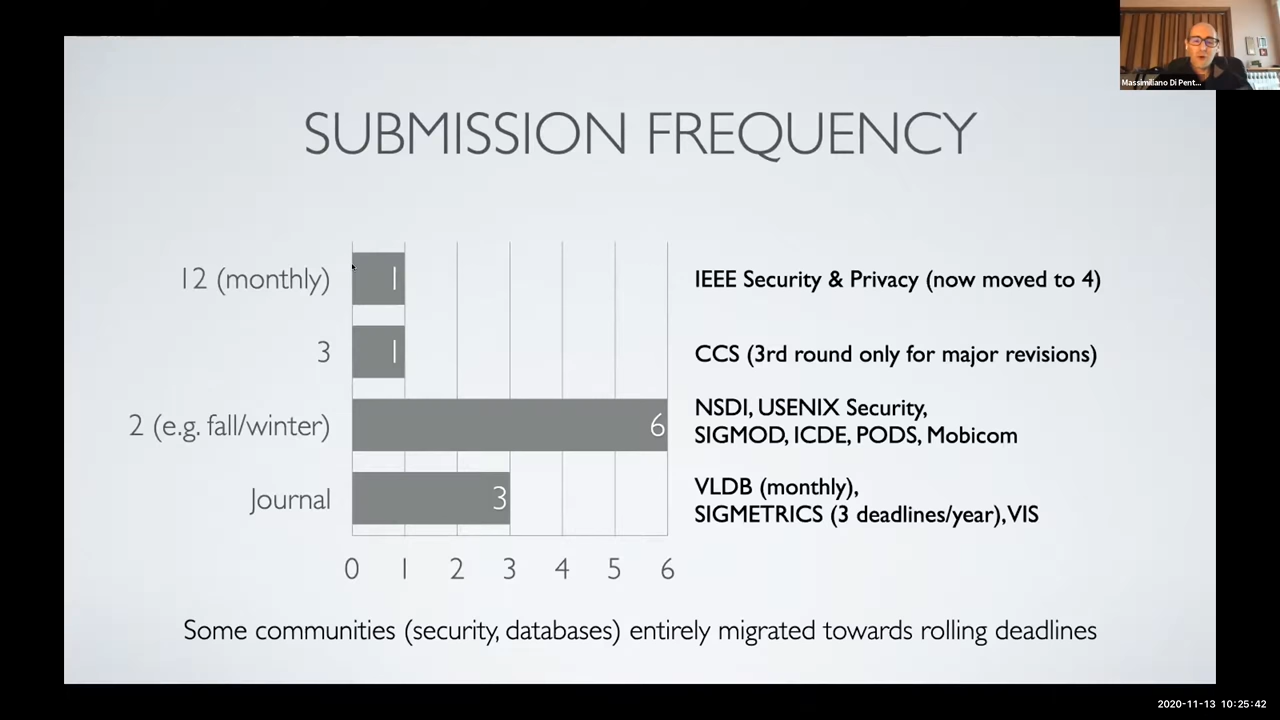 Massimiliano Di Pent...
SUBMISSION FREQUENCY
12 (monthly)
1
IEEE Security & Privacy (now moved to 4)
3
1
CCS (3rd round only for major revisions)
2 (e.g. fall/winter)
6
NSDI, USENIX Security,
SIGMOD, ICDE, PODS, Mobicom
Journal
3
VLDB (monthly),
SIGMETRICS (3 deadlines/year), VIS
0 1 2 3 4 5 6
Some communities (security, databases) entirely migrated towards rolling deadlines
2020-11-13 10:25:42